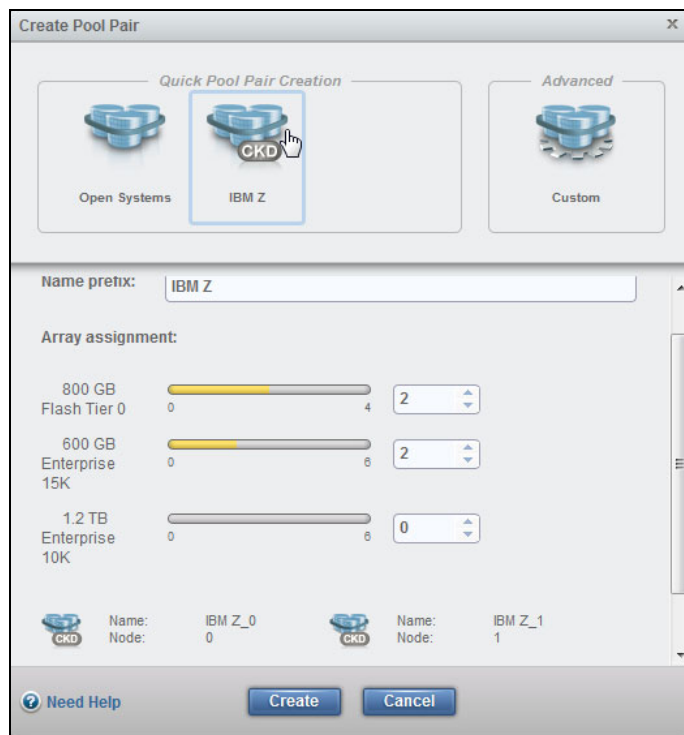 Create Pool Pair x
Quick Pool Pair Creation
Advanced
CKD
Open Systems
IBM Z
Custom
Name prefix: IBM Z
Array assignment:
800 GB
Flash Tier 0
0
4
2
600 GB
Enterprise
15K
0
6
2
1.2 TB
Enterprise
10K
0
6
0
CKD
Name: IBM Z_0
Node: 0
CKD
Name: IBM Z_1
Node: 1
? Need Help
Create
Cancel